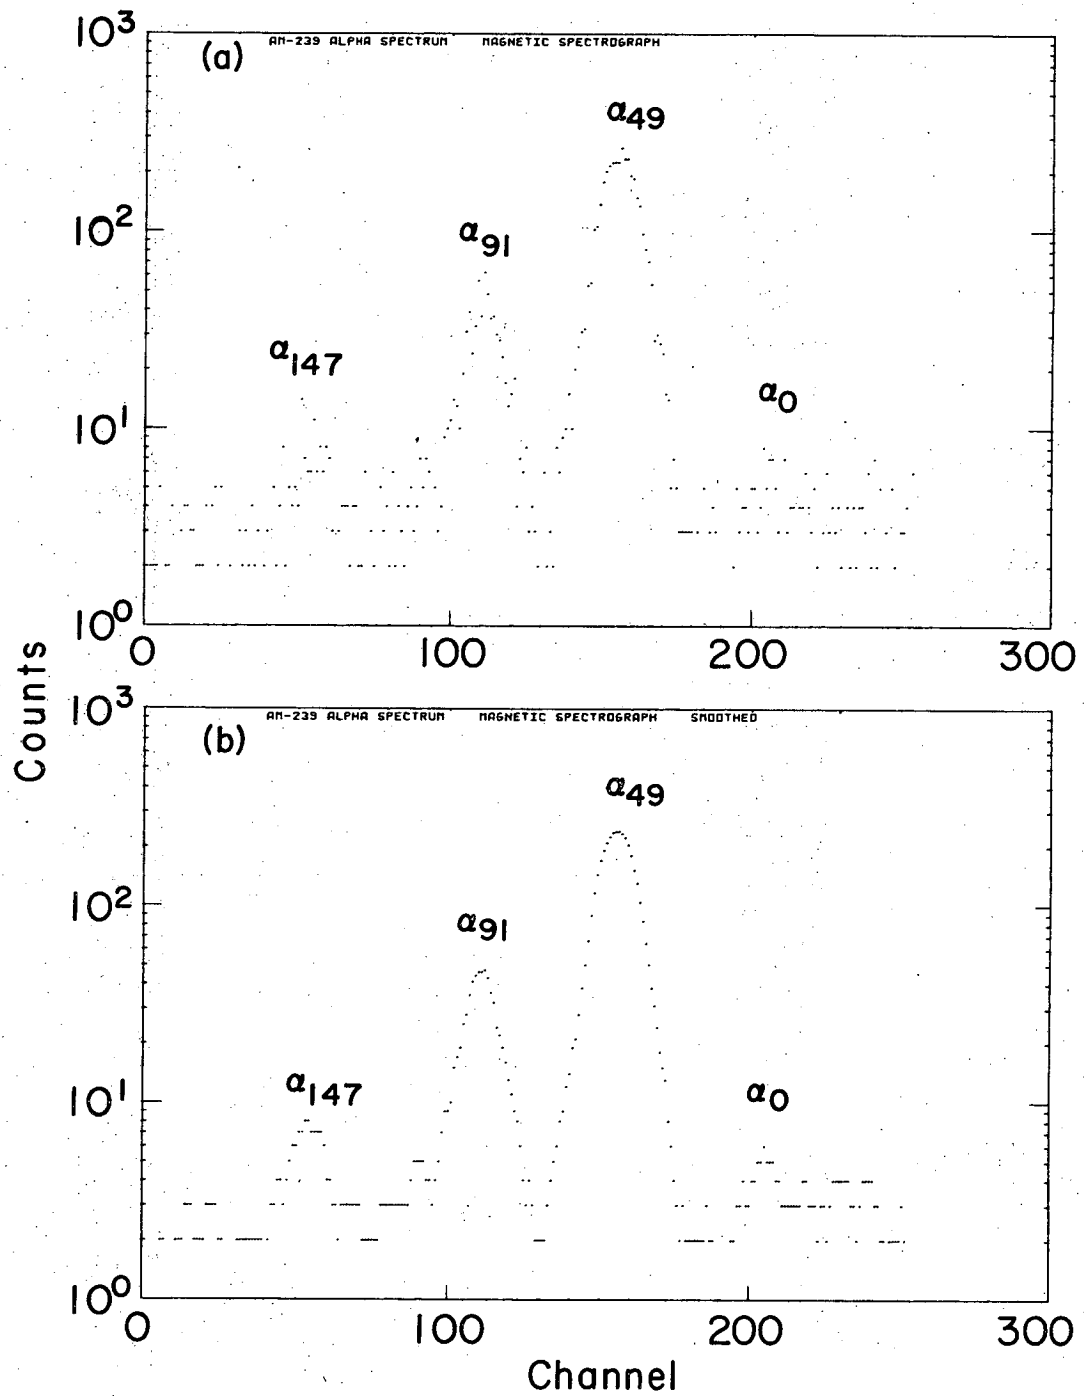 10³
(a) AM-239 ALPHA SPECTRUM MAGNETIC SPECTROGRAPH
α49
10²
α91
α147
α0
10¹
10⁰
0 100 200 300
Counts
10³
(b) AM-239 ALPHA SPECTRUM MAGNETIC SPECTROGRAPH SMOOTHED
α49
10²
α91
α147
α0
10¹
10⁰
0 100 200 300
Channel